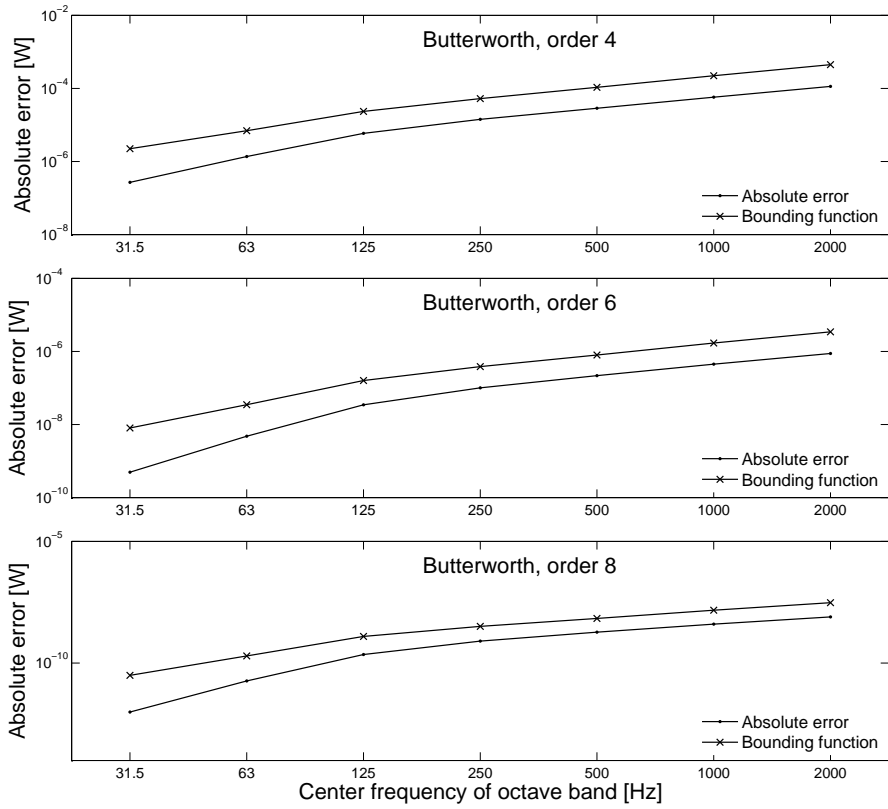 Butterworth, order 4
Absolute error [W]
10⁻²
10⁻⁴
10⁻⁶
10⁻⁸
Absolute error
Bounding function
31.5 63 125 250 500 1000 2000
Butterworth, order 6
Absolute error [W]
10⁻⁴
10⁻⁶
10⁻⁸
10⁻¹⁰
Absolute error
Bounding function
31.5 63 125 250 500 1000 2000
Butterworth, order 8
Absolute error [W]
10⁻⁵
10⁻¹⁰
Absolute error
Bounding function
31.5 63 125 250 500 1000 2000
Center frequency of octave band [Hz]